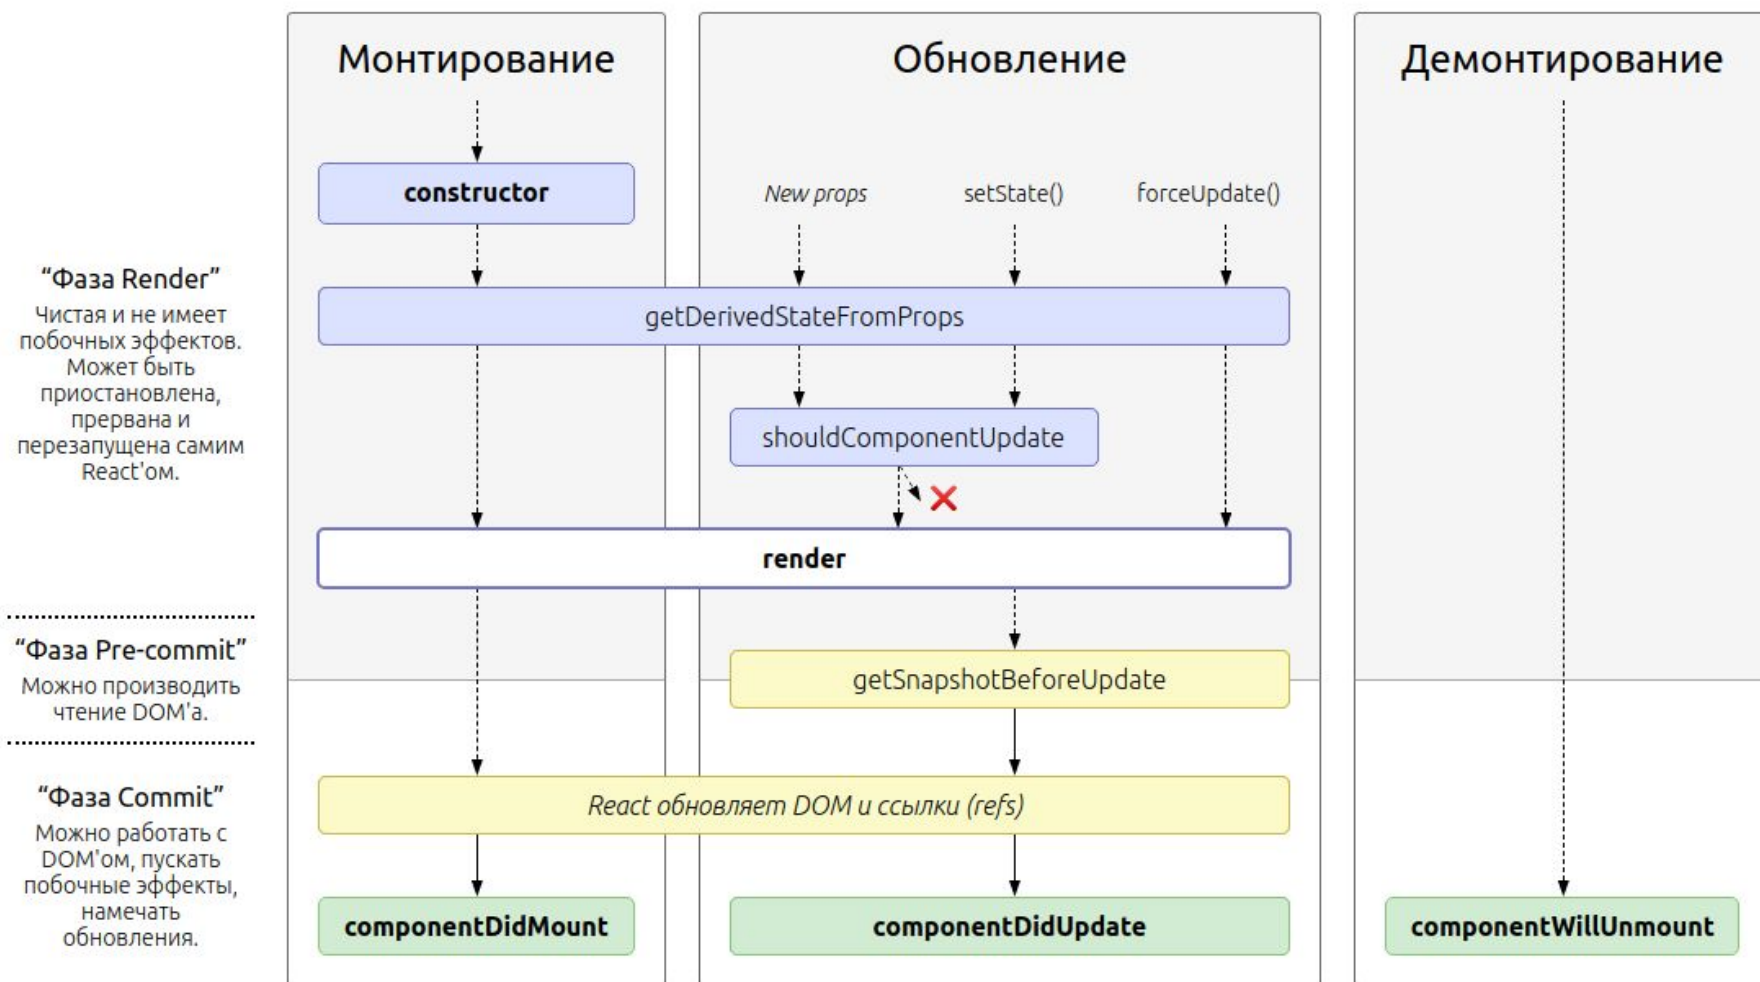 Монтирование
Обновление
Демонтирование
constructor
New props
setState()
forceUpdate()
“Фаза Render”
Чистая и не имеет
побочных эффектов.
Может быть
приостановлена,
прервана и
перезапущена самим
React'ом.
getDerivedStateFromProps
shouldComponentUpdate
render
“Фаза Pre-commit”
Можно производить
чтение DOM'а.
getSnapshotBeforeUpdate
“Фаза Commit”
Можно работать с
DOM'ом, пускать
побочные эффекты,
намечать
обновления.
React обновляет DOM и ссылки (refs)
componentDidMount
componentDidUpdate
componentWillUnmount